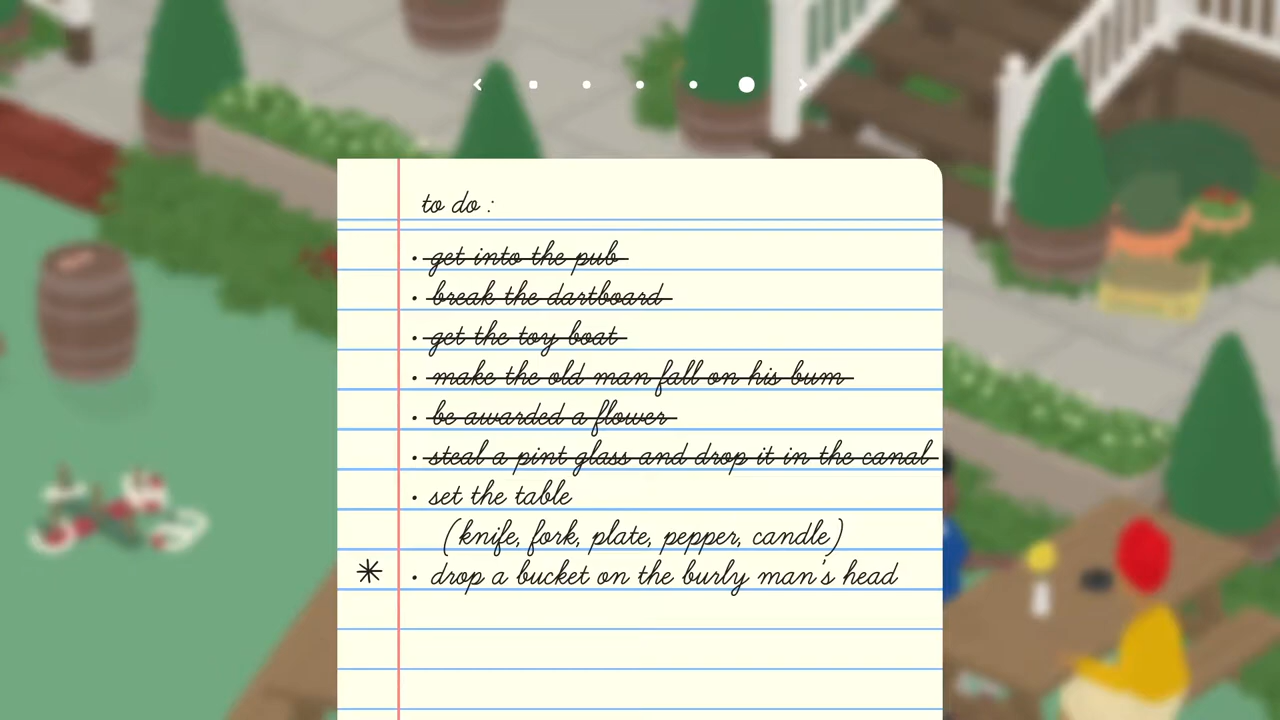 to do :
• get into the pub
• break the dartboard
• get the toy boat
• make the old man fall on his bum
• be awarded a flower
• steal a pint glass and drop it in the canal
• set the table
(knife, fork, plate, pepper, candle)
• drop a bucket on the burly man's head